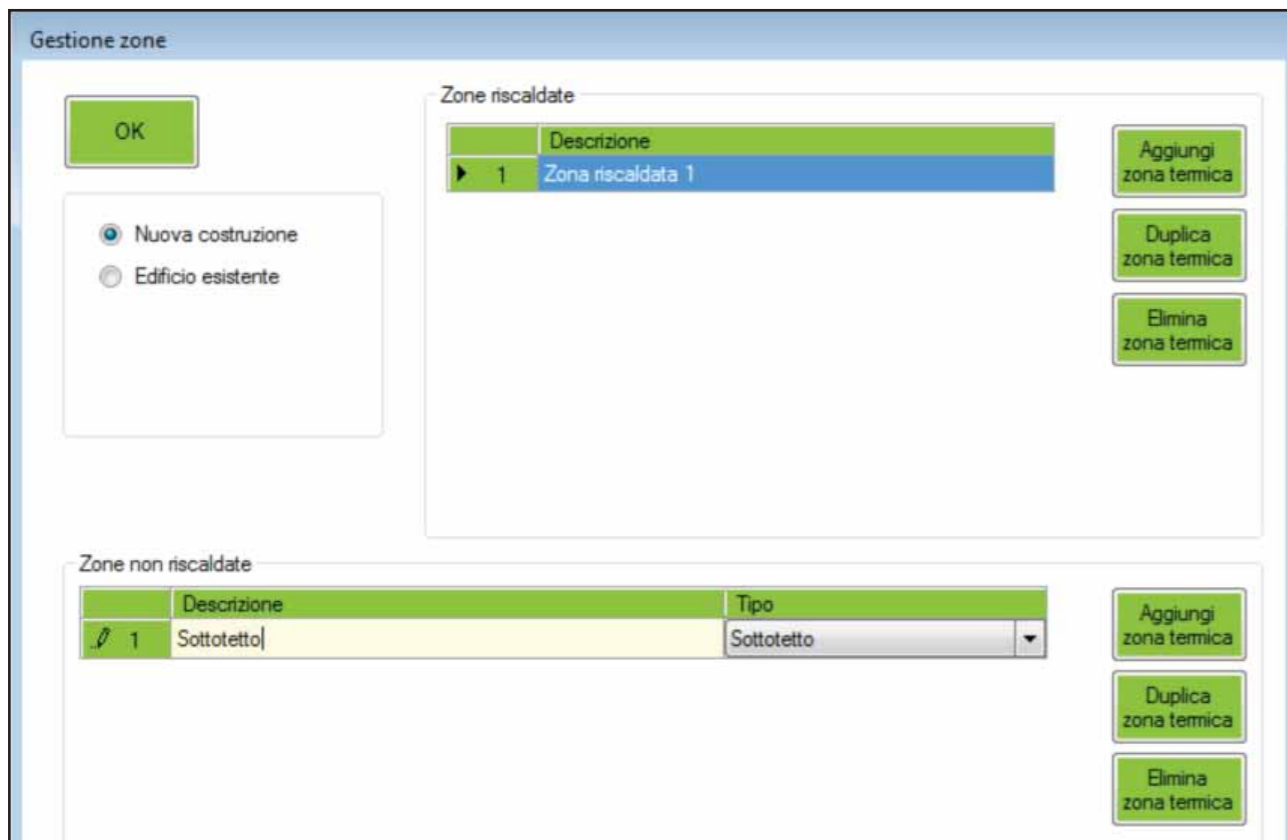 Gestione zone
OK
Nuova costruzione
Edificio esistente
Zone riscaldate
Descrizione
1 Zona riscaldata 1
Aggiungi
zona termica
Duplica
zona termica
Elimina
zona termica
Zone non riscaldate
Descrizione Tipo
1 Sottotetto Sottotetto
Aggiungi
zona termica
Duplica
zona termica
Elimina
zona termica